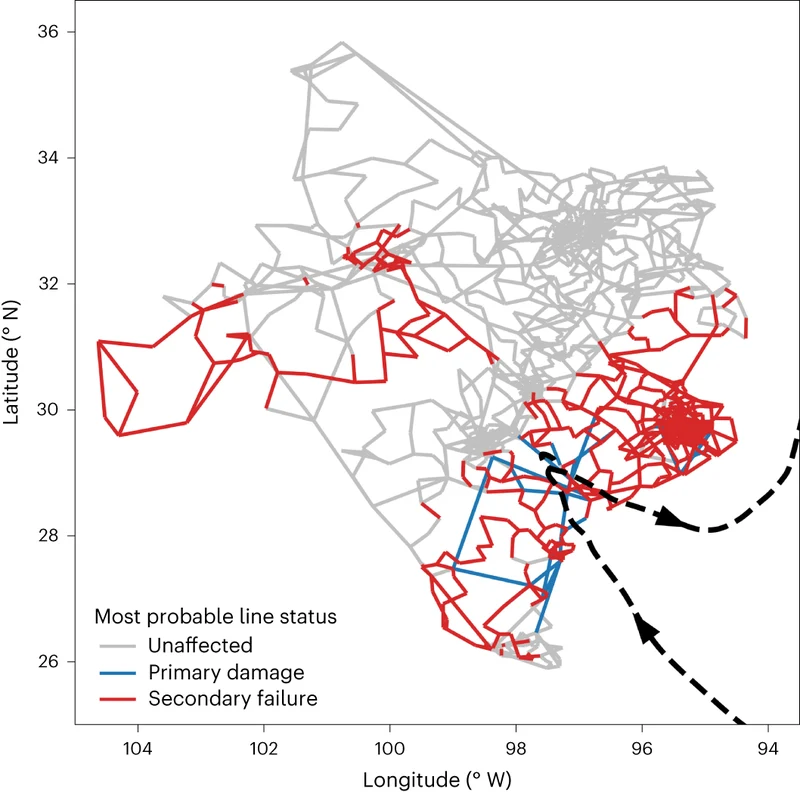 36
34
32
30
28
26
Latitude (° N)
Most probable line status
Unaffected
Primary damage
Secondary failure
104
102
100
98
96
94
Longitude (° W)